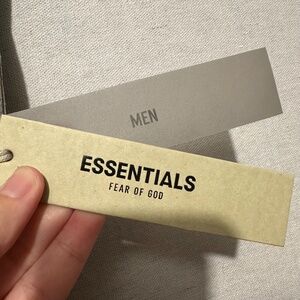 MEN
ESSENTIALS
FEAR OF GOD